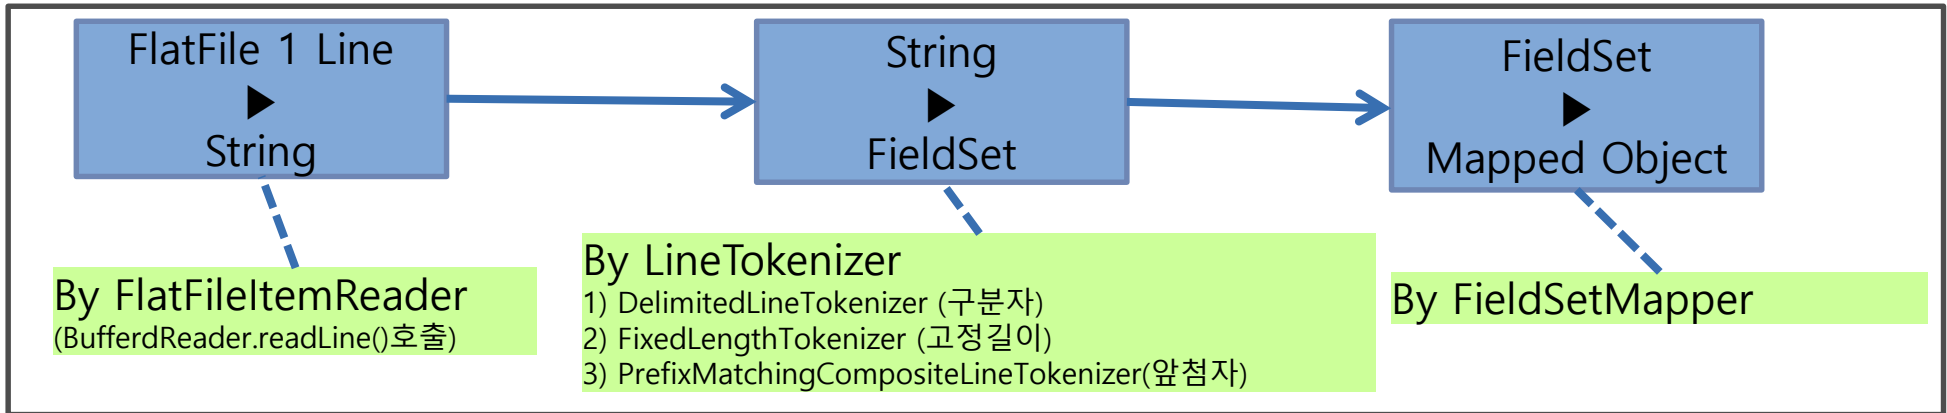 FlatFile 1 Line
▶
String
String
▶
FieldSet
FieldSet
▶
Mapped Object
By FlatFileItemReader
(BufferdReader.readLine()호출)
By LineTokenizer
1) DelimitedLineTokenizer (구분자)
2) FixedLengthTokenizer (고정길이)
3) PrefixMatchingCompositeLineTokenizer(앞첨자)
By FieldSetMapper